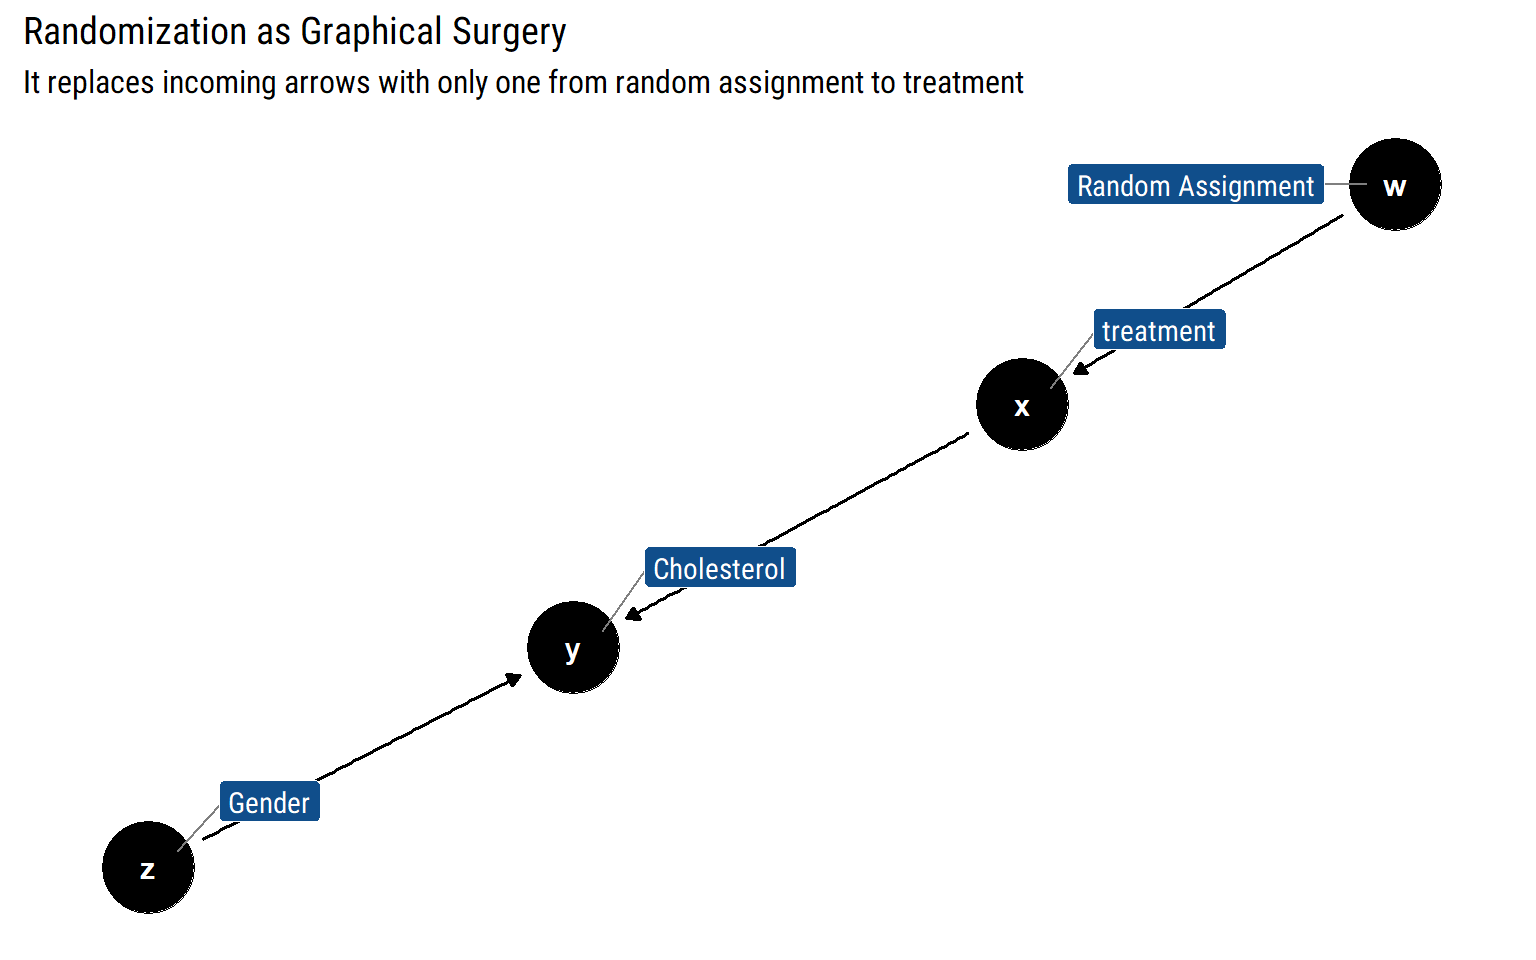 Randomization as Graphical Surgery
It replaces incoming arrows with only one from random assignment to treatment
Random Assignment
w
treatment
x
Cholesterol
y
Gender
z